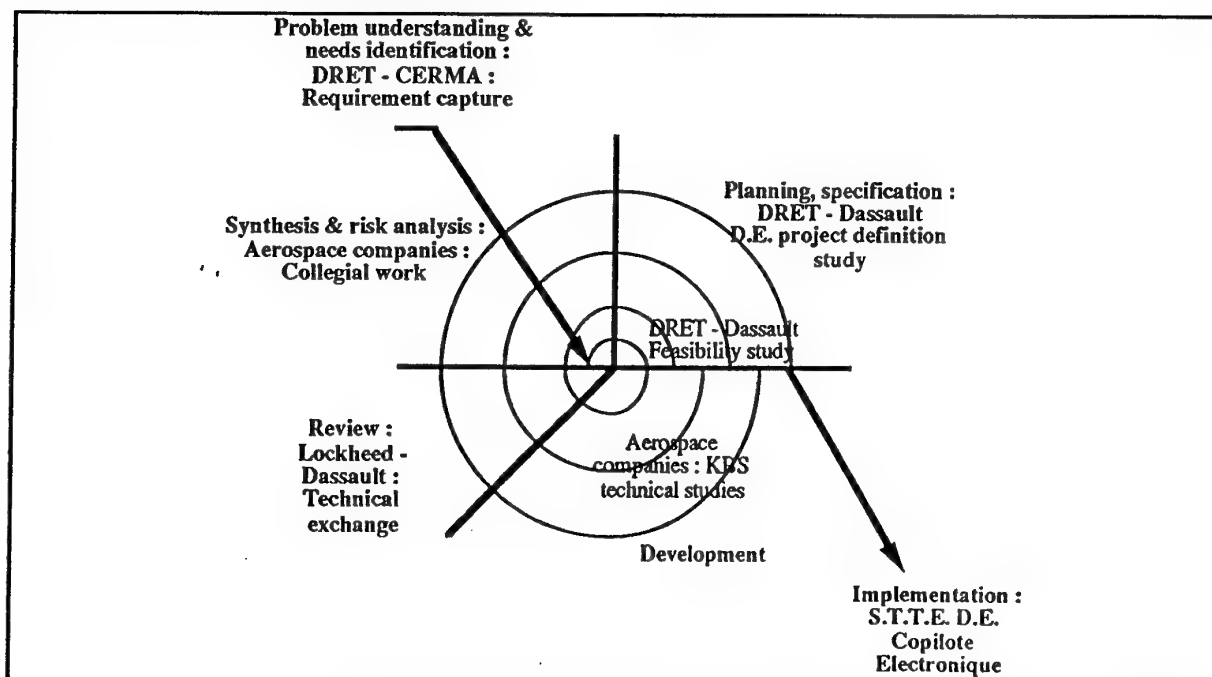 Problem understanding &
needs identification :
DRET - CERMA :
Requirement capture
Synthesis & risk analysis :
Aerospace companies :
Collegial work
Planning, specification :
DRET - Dassault
D.E. project definition
study
DRET - Dassault
Feasibility study
Review :
Lockheed -
Dassault :
Technical
exchange
Aerospace
companies : KBS
technical studies
Development
Implementation :
S.T.T.E. D.E.
Copilote
Electronique